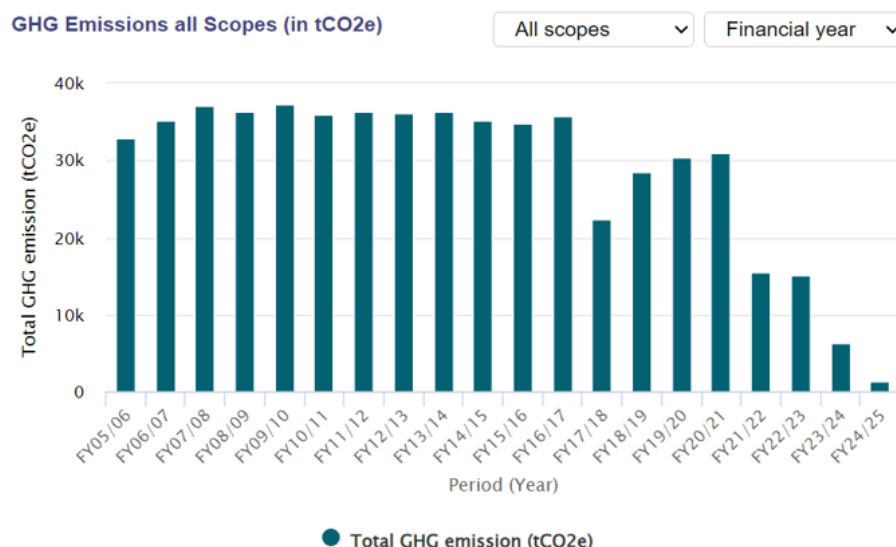 GHG Emissions all Scopes (in tCO2e)
All scopes
Financial year
Total GHG emission (tCO2e)
40k
30k
20k
10k
0
FY05/06
FY06/07
FY07/08
FY08/09
FY09/10
FY10/11
FY11/12
FY12/13
FY13/14
FY14/15
FY15/16
FY16/17
FY17/18
FY18/19
FY19/20
FY20/21
FY21/22
FY22/23
FY23/24
FY24/25
Period (Year)
Total GHG emission (tCO2e)